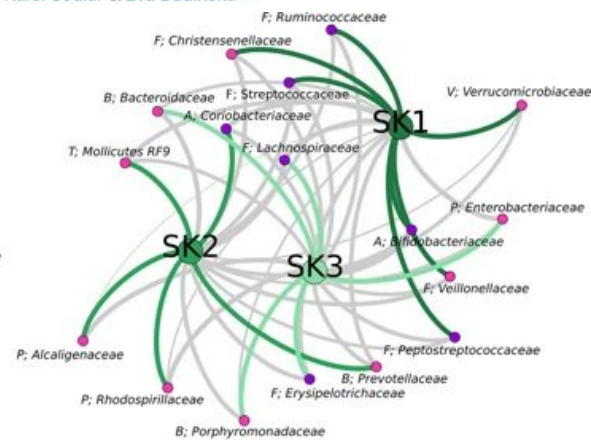 F; Ruminococcaceae
F; Christensenellaceae
F; Streptococcaceae
V; Verrucomicrobiaceae
B; Bacteroidaceae
A; Coriobacteriaceae
SK1
T; Mollicutes RF9
F; Lachnospiraceae
P; Enterobacteriaceae
A; Bifidobacteriaceae
SK2
SK3
F; Veillonellaceae
P; Alcaligenaceae
F; Peptostreptococcaceae
B; Prevotellaceae
F; Erysipelotrichaceae
P; Rhodospirillaceae
B; Porphyromonadaceae